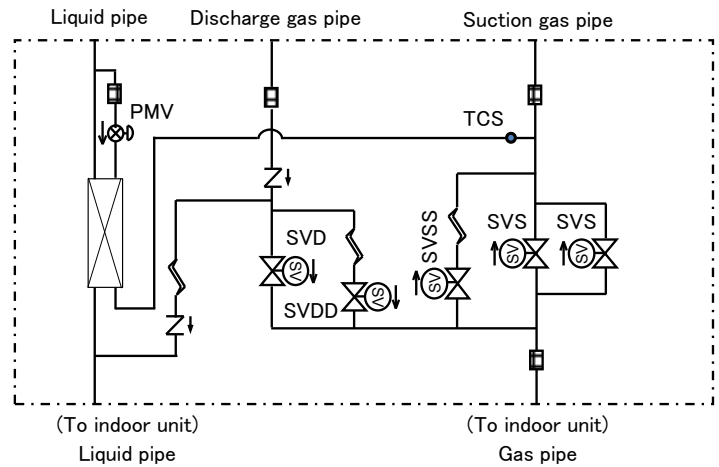 Liquid pipe
Discharge gas pipe
Suction gas pipe
PMV
TCS
SVD
SV
SVDD
SV
SVSS
SV
SVS
SV
SVS
SV
(To indoor unit)
Liquid pipe
(To indoor unit)
Gas pipe